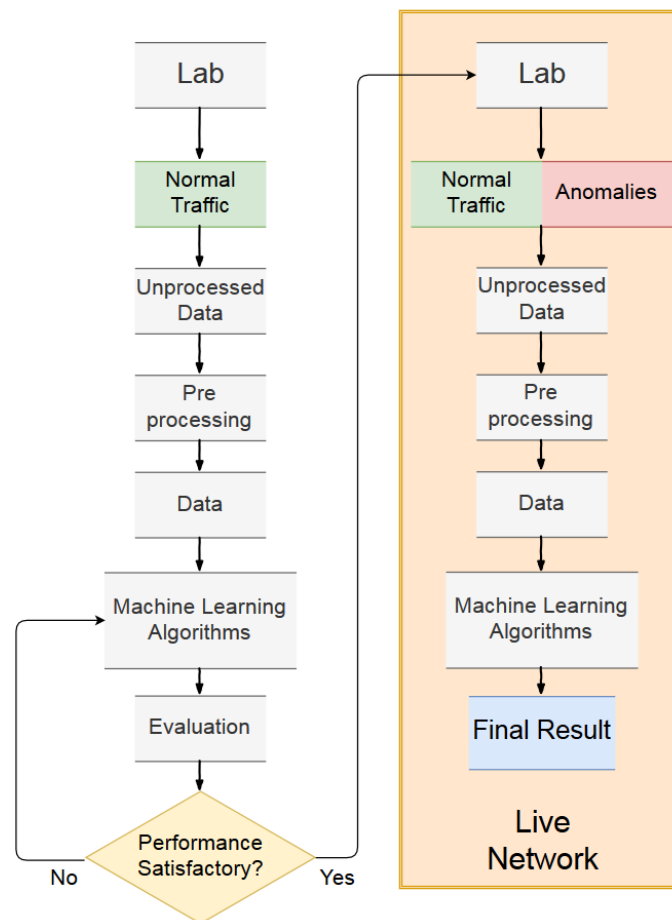 Lab
Normal
Traffic
Unprocessed
Data
Pre
processing
Data
Machine Learning
Algorithms
Evaluation
Performance
Satisfactory?
No
Yes
Lab
Normal
Traffic
Anomalies
Unprocessed
Data
Pre
processing
Data
Machine Learning
Algorithms
Final Result
Live
Network